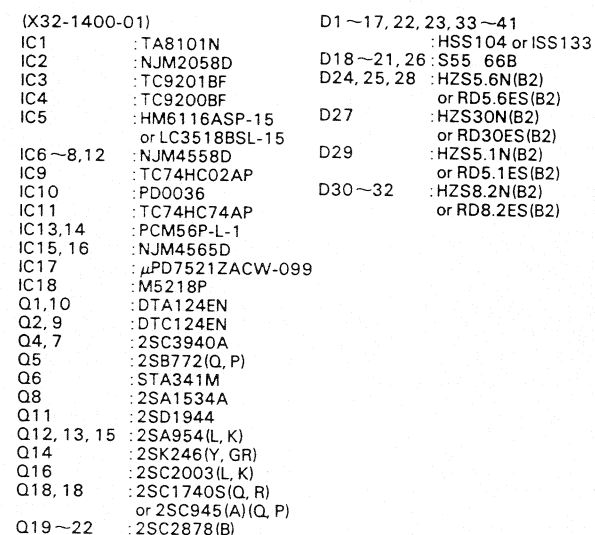 (X32-1400-01)
IC1 : TA8101N
IC2 : NJM2058D
IC3 : TC9201BF
IC4 : TC9200BF
IC5 : HM6116ASP-15
or LC3518BSL-15
IC6~8,12 : NJM4558D
IC9 : TC74HC02AP
IC10 : PD0036
IC11 : TC74HC74AP
IC13,14 : PCM56P-L-1
IC15, 16 : NJM4565D
IC17 : μPD7521ZACW-099
IC18 : M5218P
Q1,10 : DTA124EN
Q2, 9 : DTC124EN
Q4, 7 : 2SC3940A
Q5 : 2SB772(Q, P)
Q6 : STA341M
Q8 : 2SA1534A
Q11 : 2SD1944
Q12, 13, 15 : 2SA954(L, K)
Q14 : 2SK246(Y, GR)
Q16 : 2SC2003(L, K)
Q18, 18 : 2SC1740S(Q, R)
or 2SC945(A)(Q, P)
Q19~22 : 2SC2878(B)
D1~17, 22, 23, 33~41
: HSS104 or ISS133
D18~21, 26 : S55 66B
D24, 25, 28 : HZS5.6N(B2)
or RD5.6ES(B2)
D27 : HZS30N(B2)
or RD30ES(B2)
D29 : HZS5.1N(B2)
or RD5.1ES(B2)
D30~32 : HZS8.2N(B2)
or RD8.2ES(B2)